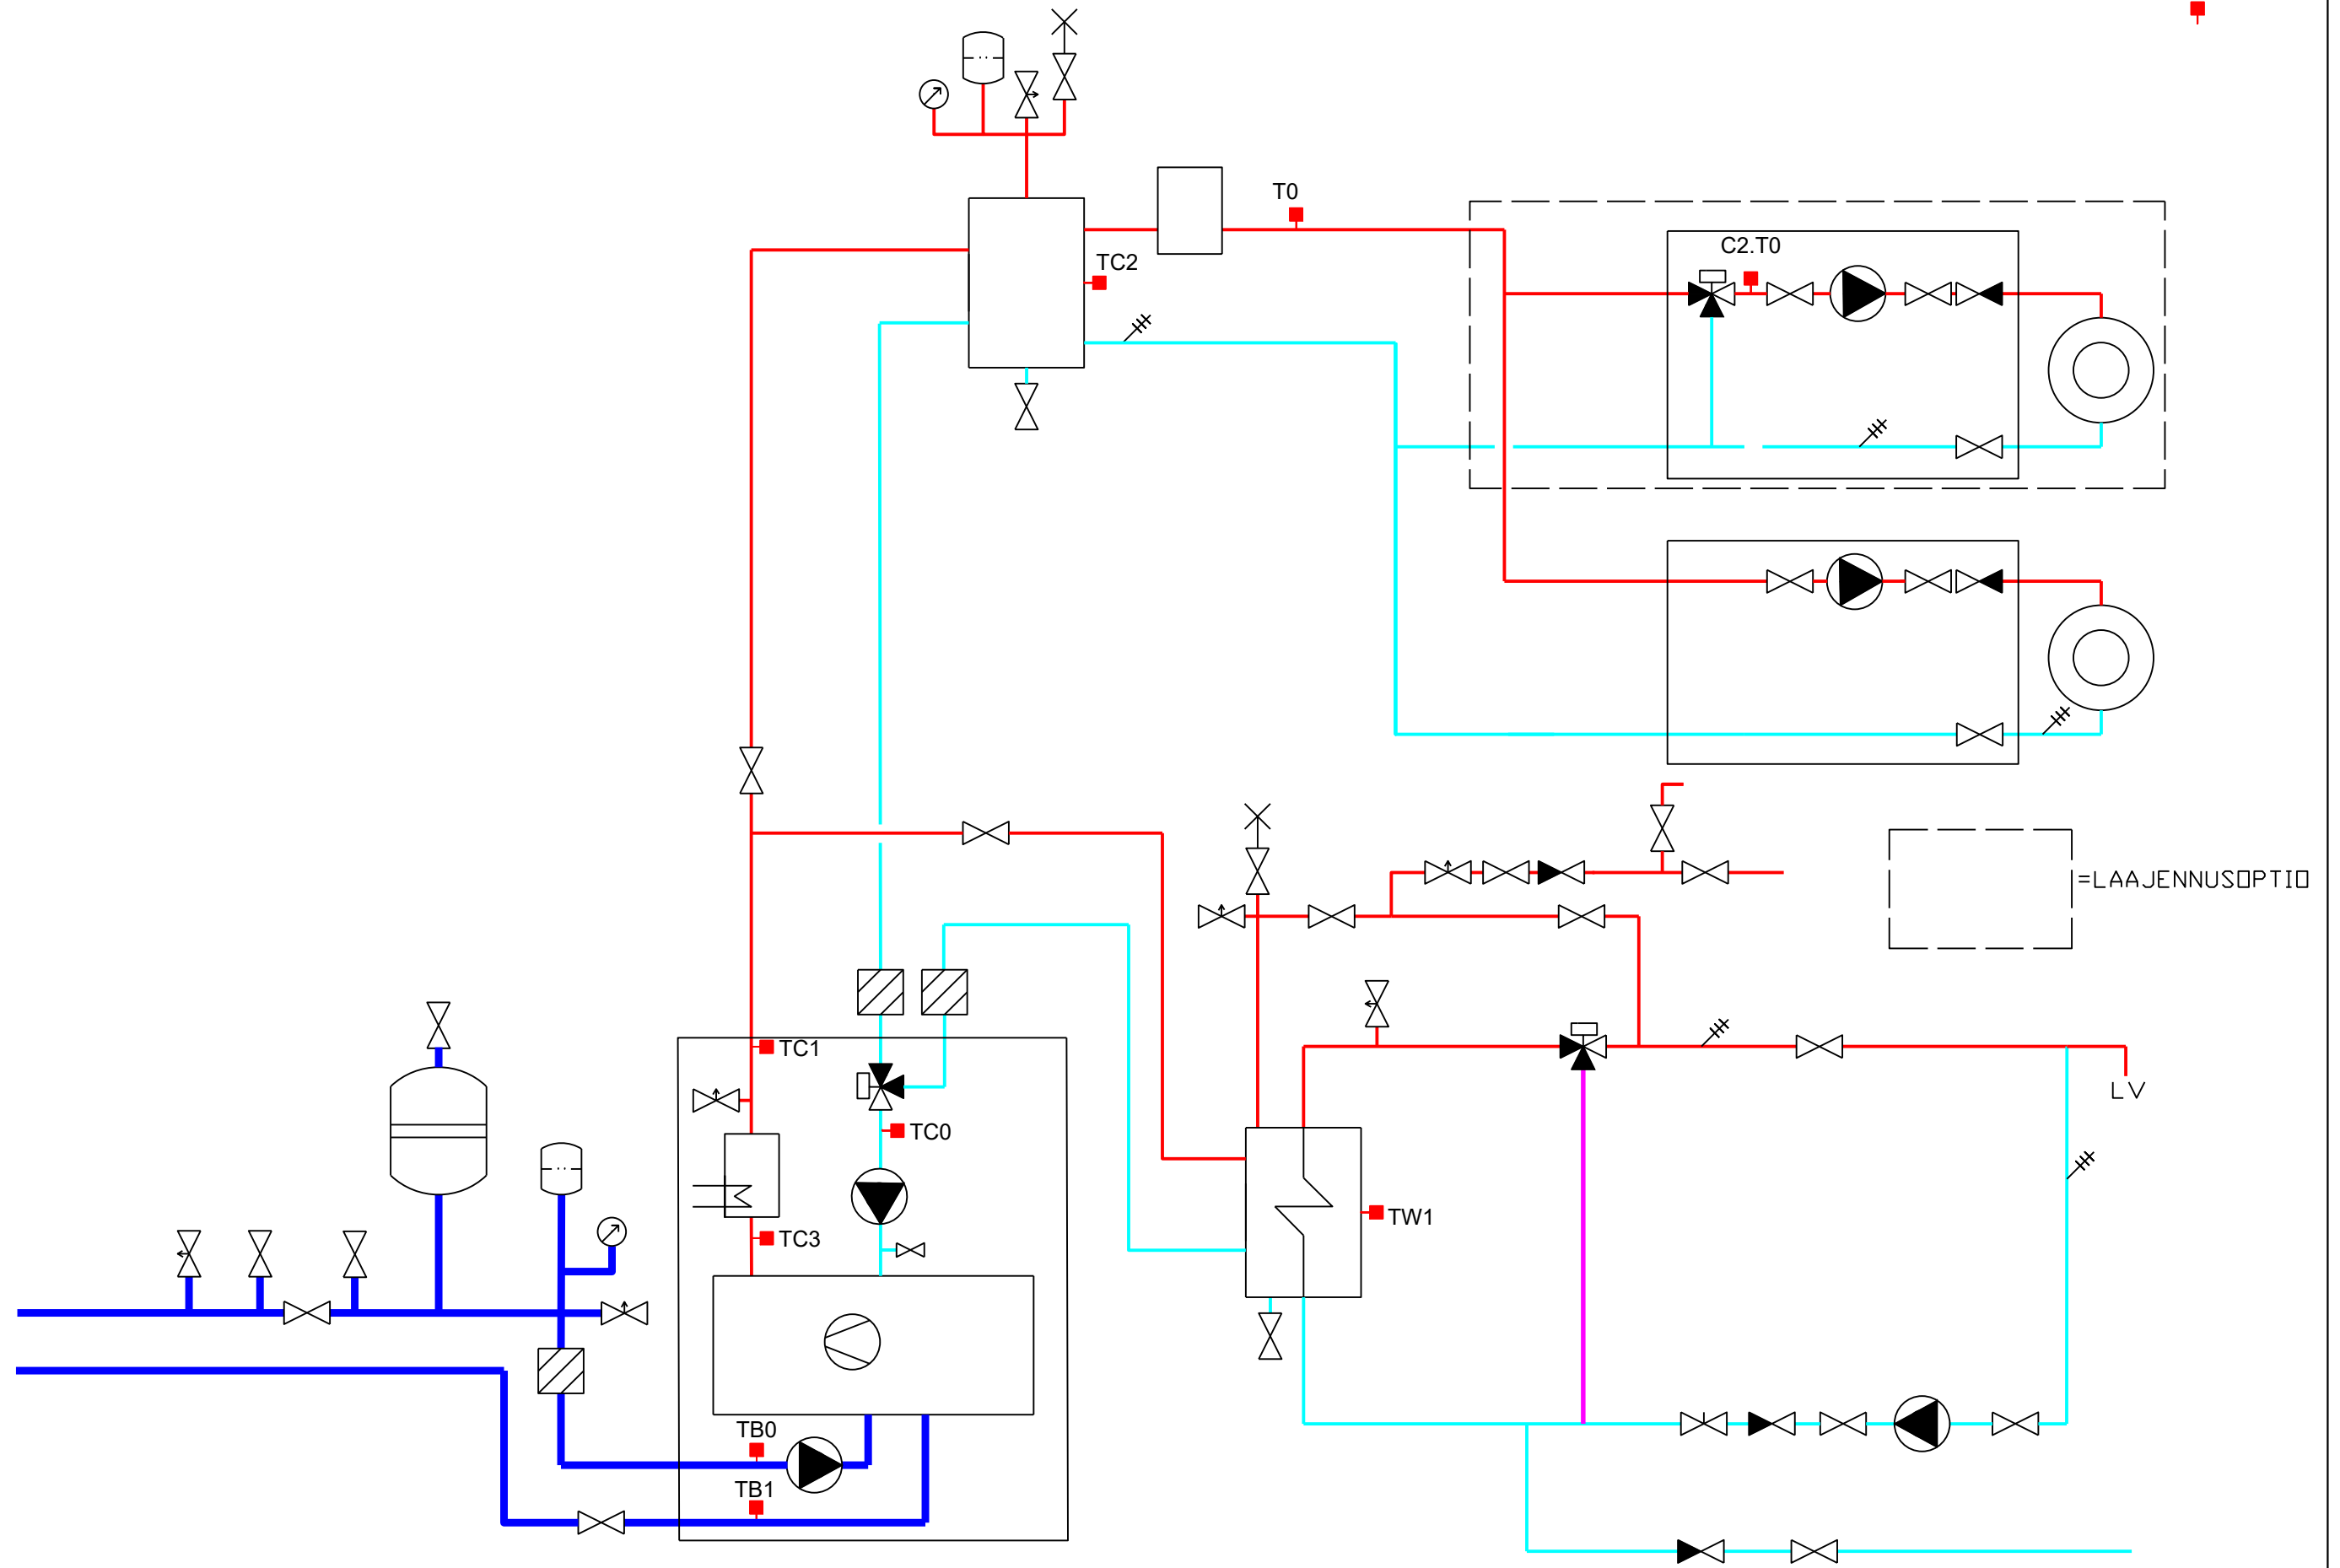 T0
C2.T0
TC2
=LAAJENNUSOPTIO
TC1
LV
TC0
TW1
TC3
TB0
TB1